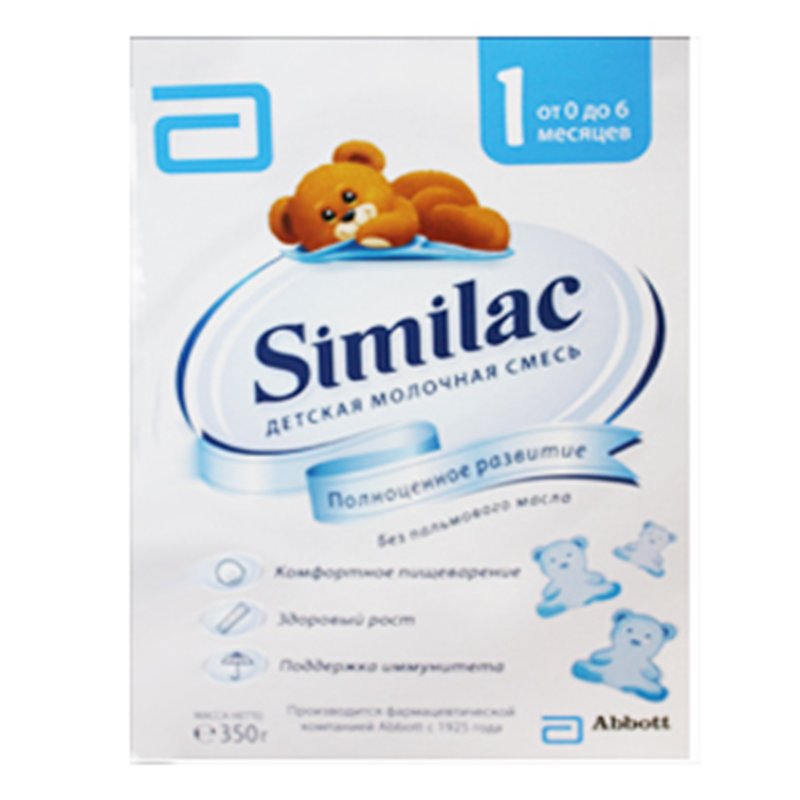 1
от 0 до 6
месяцев
Similac
ДЕТСКАЯ МОЛОЧНАЯ СМЕСЬ
Полноценное развитие
Без пальмового масла
Комфортное пищеварение
Здоровый рост
Поддержка иммунитета
МАССА НЕТТО
℮ 350 г
Производится фармацевтической
компанией Abbott с 1925 года
Abbott